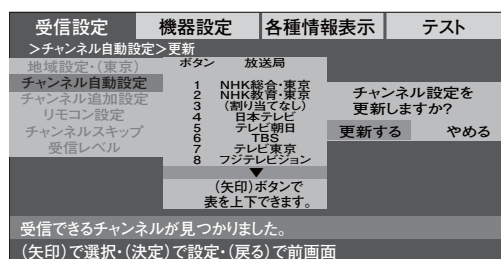 受信設定 機器設定 各種情報表示 テスト
>チャンネル自動設定>更新
地域設定・(東京)
チャンネル自動設定
チャンネル追加設定
リモコン設定
チャンネルスキップ
受信レベル
ボタン 放送局
1 NHK総合・東京
2 NHK教育・東京
3 (割り当てなし)
4 日本テレビ
5 テレビ朝日
6 TBS
7 テレビ東京
8 フジテレビジョン
▼
(矢印)ボタンで
表を上下できます。
チャンネル設定を
更新しますか?
更新する やめる
受信できるチャンネルが見つかりました。
(矢印)で選択・(決定)で設定・(戻る)で前画面